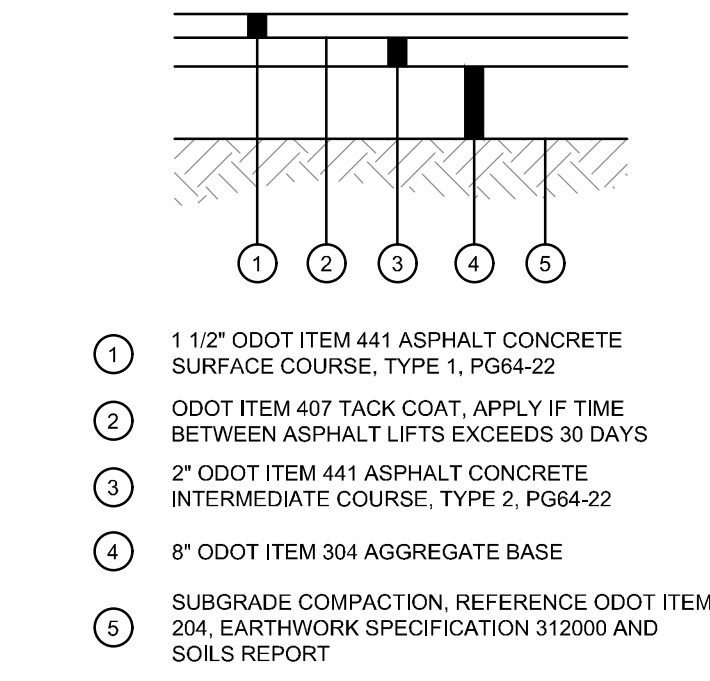 1 2 3 4 5
1 1 1/2" ODOT ITEM 441 ASPHALT CONCRETE
SURFACE COURSE, TYPE 1, PG64-22
2 ODOT ITEM 407 TACK COAT, APPLY IF TIME
BETWEEN ASPHALT LIFTS EXCEEDS 30 DAYS
3 2" ODOT ITEM 441 ASPHALT CONCRETE
INTERMEDIATE COURSE, TYPE 2, PG64-22
4 8" ODOT ITEM 304 AGGREGATE BASE
SUBGRADE COMPACTION, REFERENCE ODOT ITEM
5 204, EARTHWORK SPECIFICATION 312000 AND
SOILS REPORT